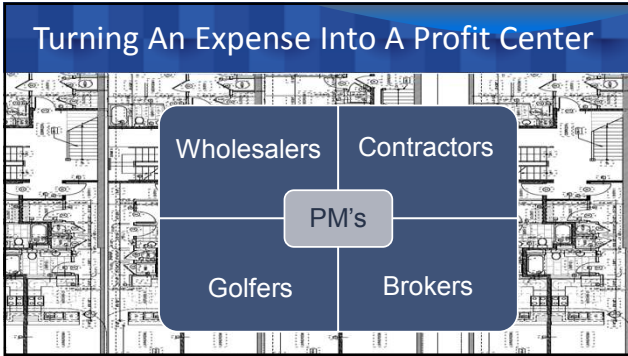 Turning An Expense Into A Profit Center
Wholesalers
Contractors
PM's
Golfers
Brokers